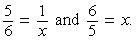 5/6 = 1/x and 6/5 = x.